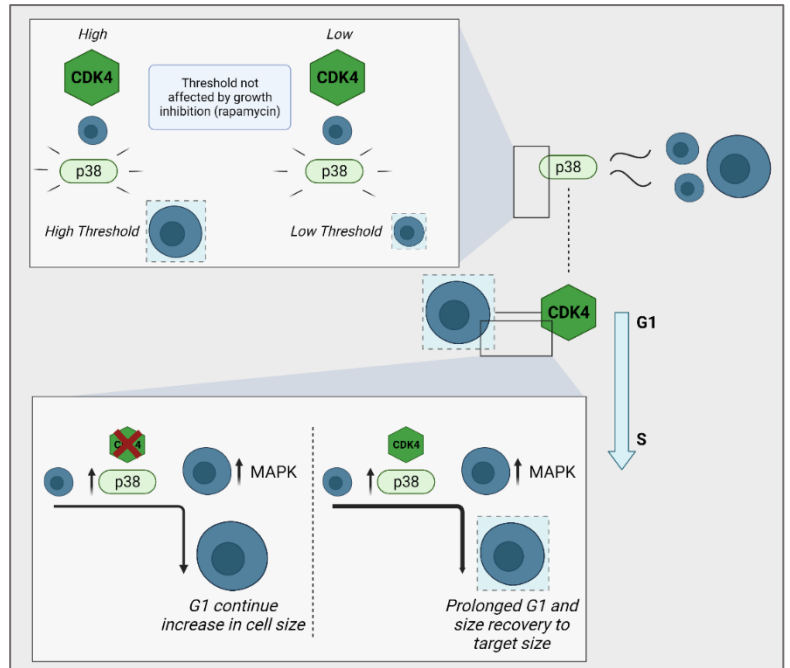 High
Low
CDK4
CDK4
Threshold not
affected by growth
inhibition (rapamycin)
p38
p38
High Threshold
Low Threshold
p38
CDK4
G1
S
CDK4
p38
MAPK
G1 continue
increase in cell size
CDK4
p38
MAPK
Prolonged G1 and
size recovery to
target size